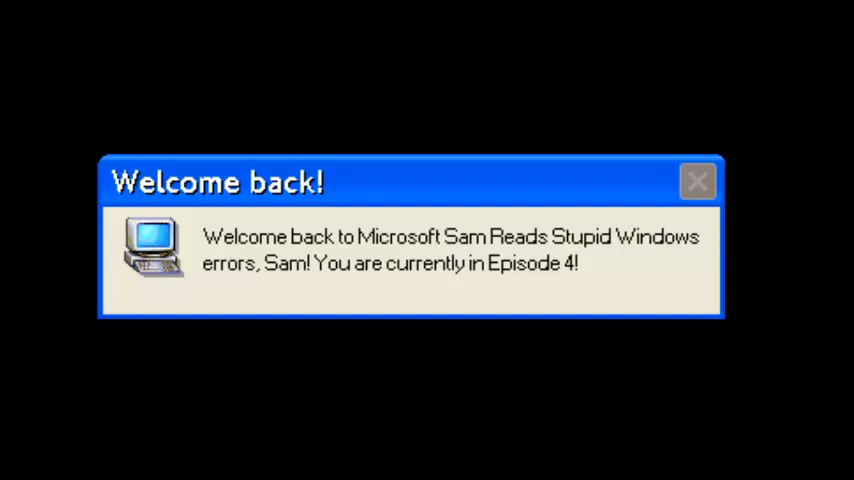 Welcome back!
Welcome back to Microsoft Sam Reads Stupid Windows
errors, Sam! You are currently in Episode 4!